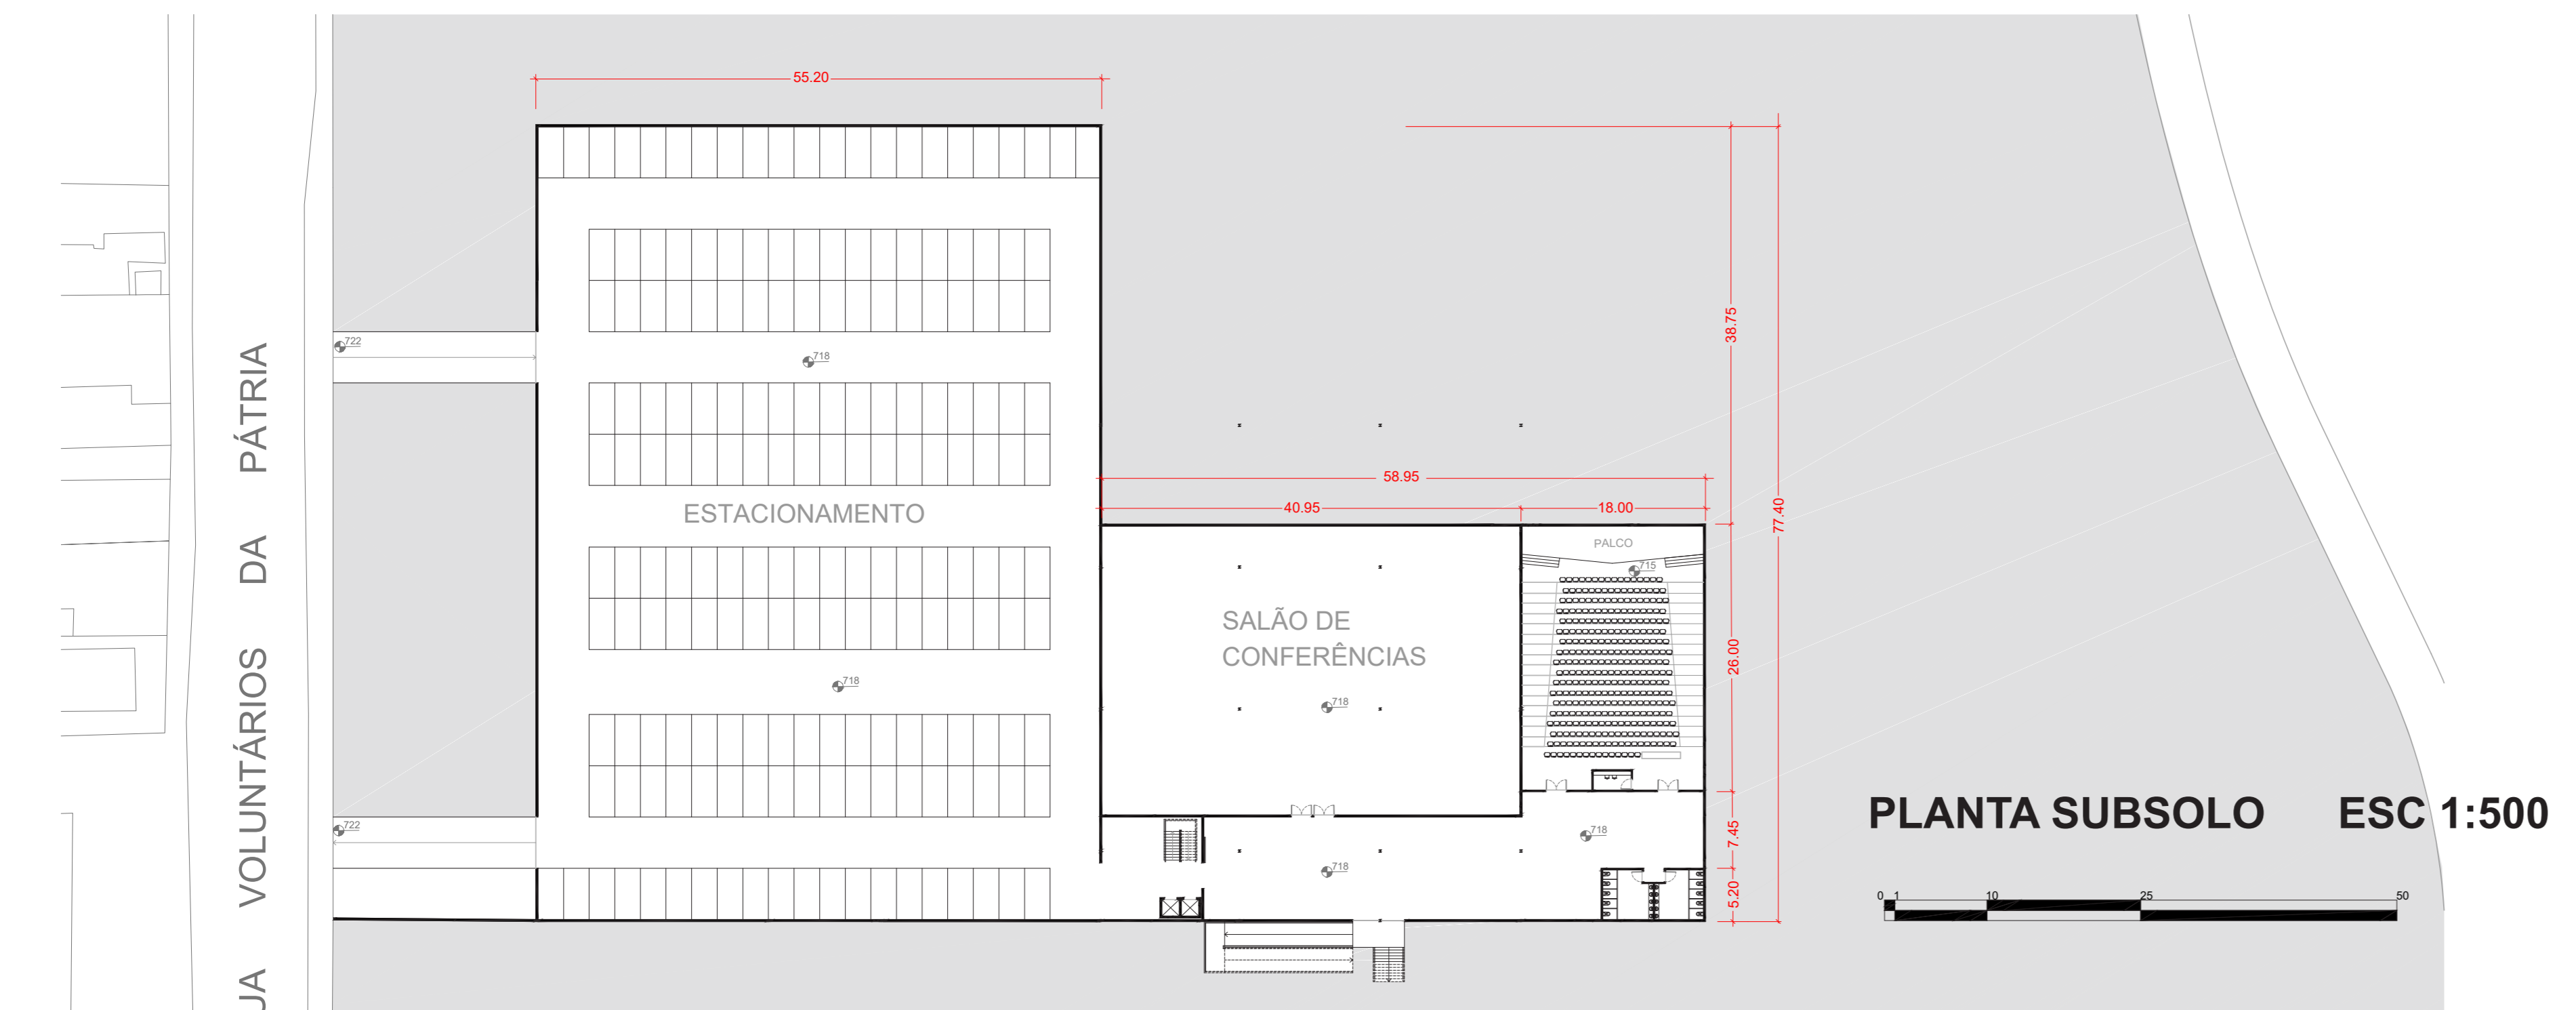 55.20
722
718
38.75
ESTACIONAMENTO
58.95
40.95
18.00
77.40
PALCO
715
SALÃO DE
CONFERÊNCIAS
26.00
718
718
722
718
718
7.45
5.20
UA VOLUNTÁRIOS DA PÁTRIA
PLANTA SUBSOLO ESC 1:500
0 1 10 25 50